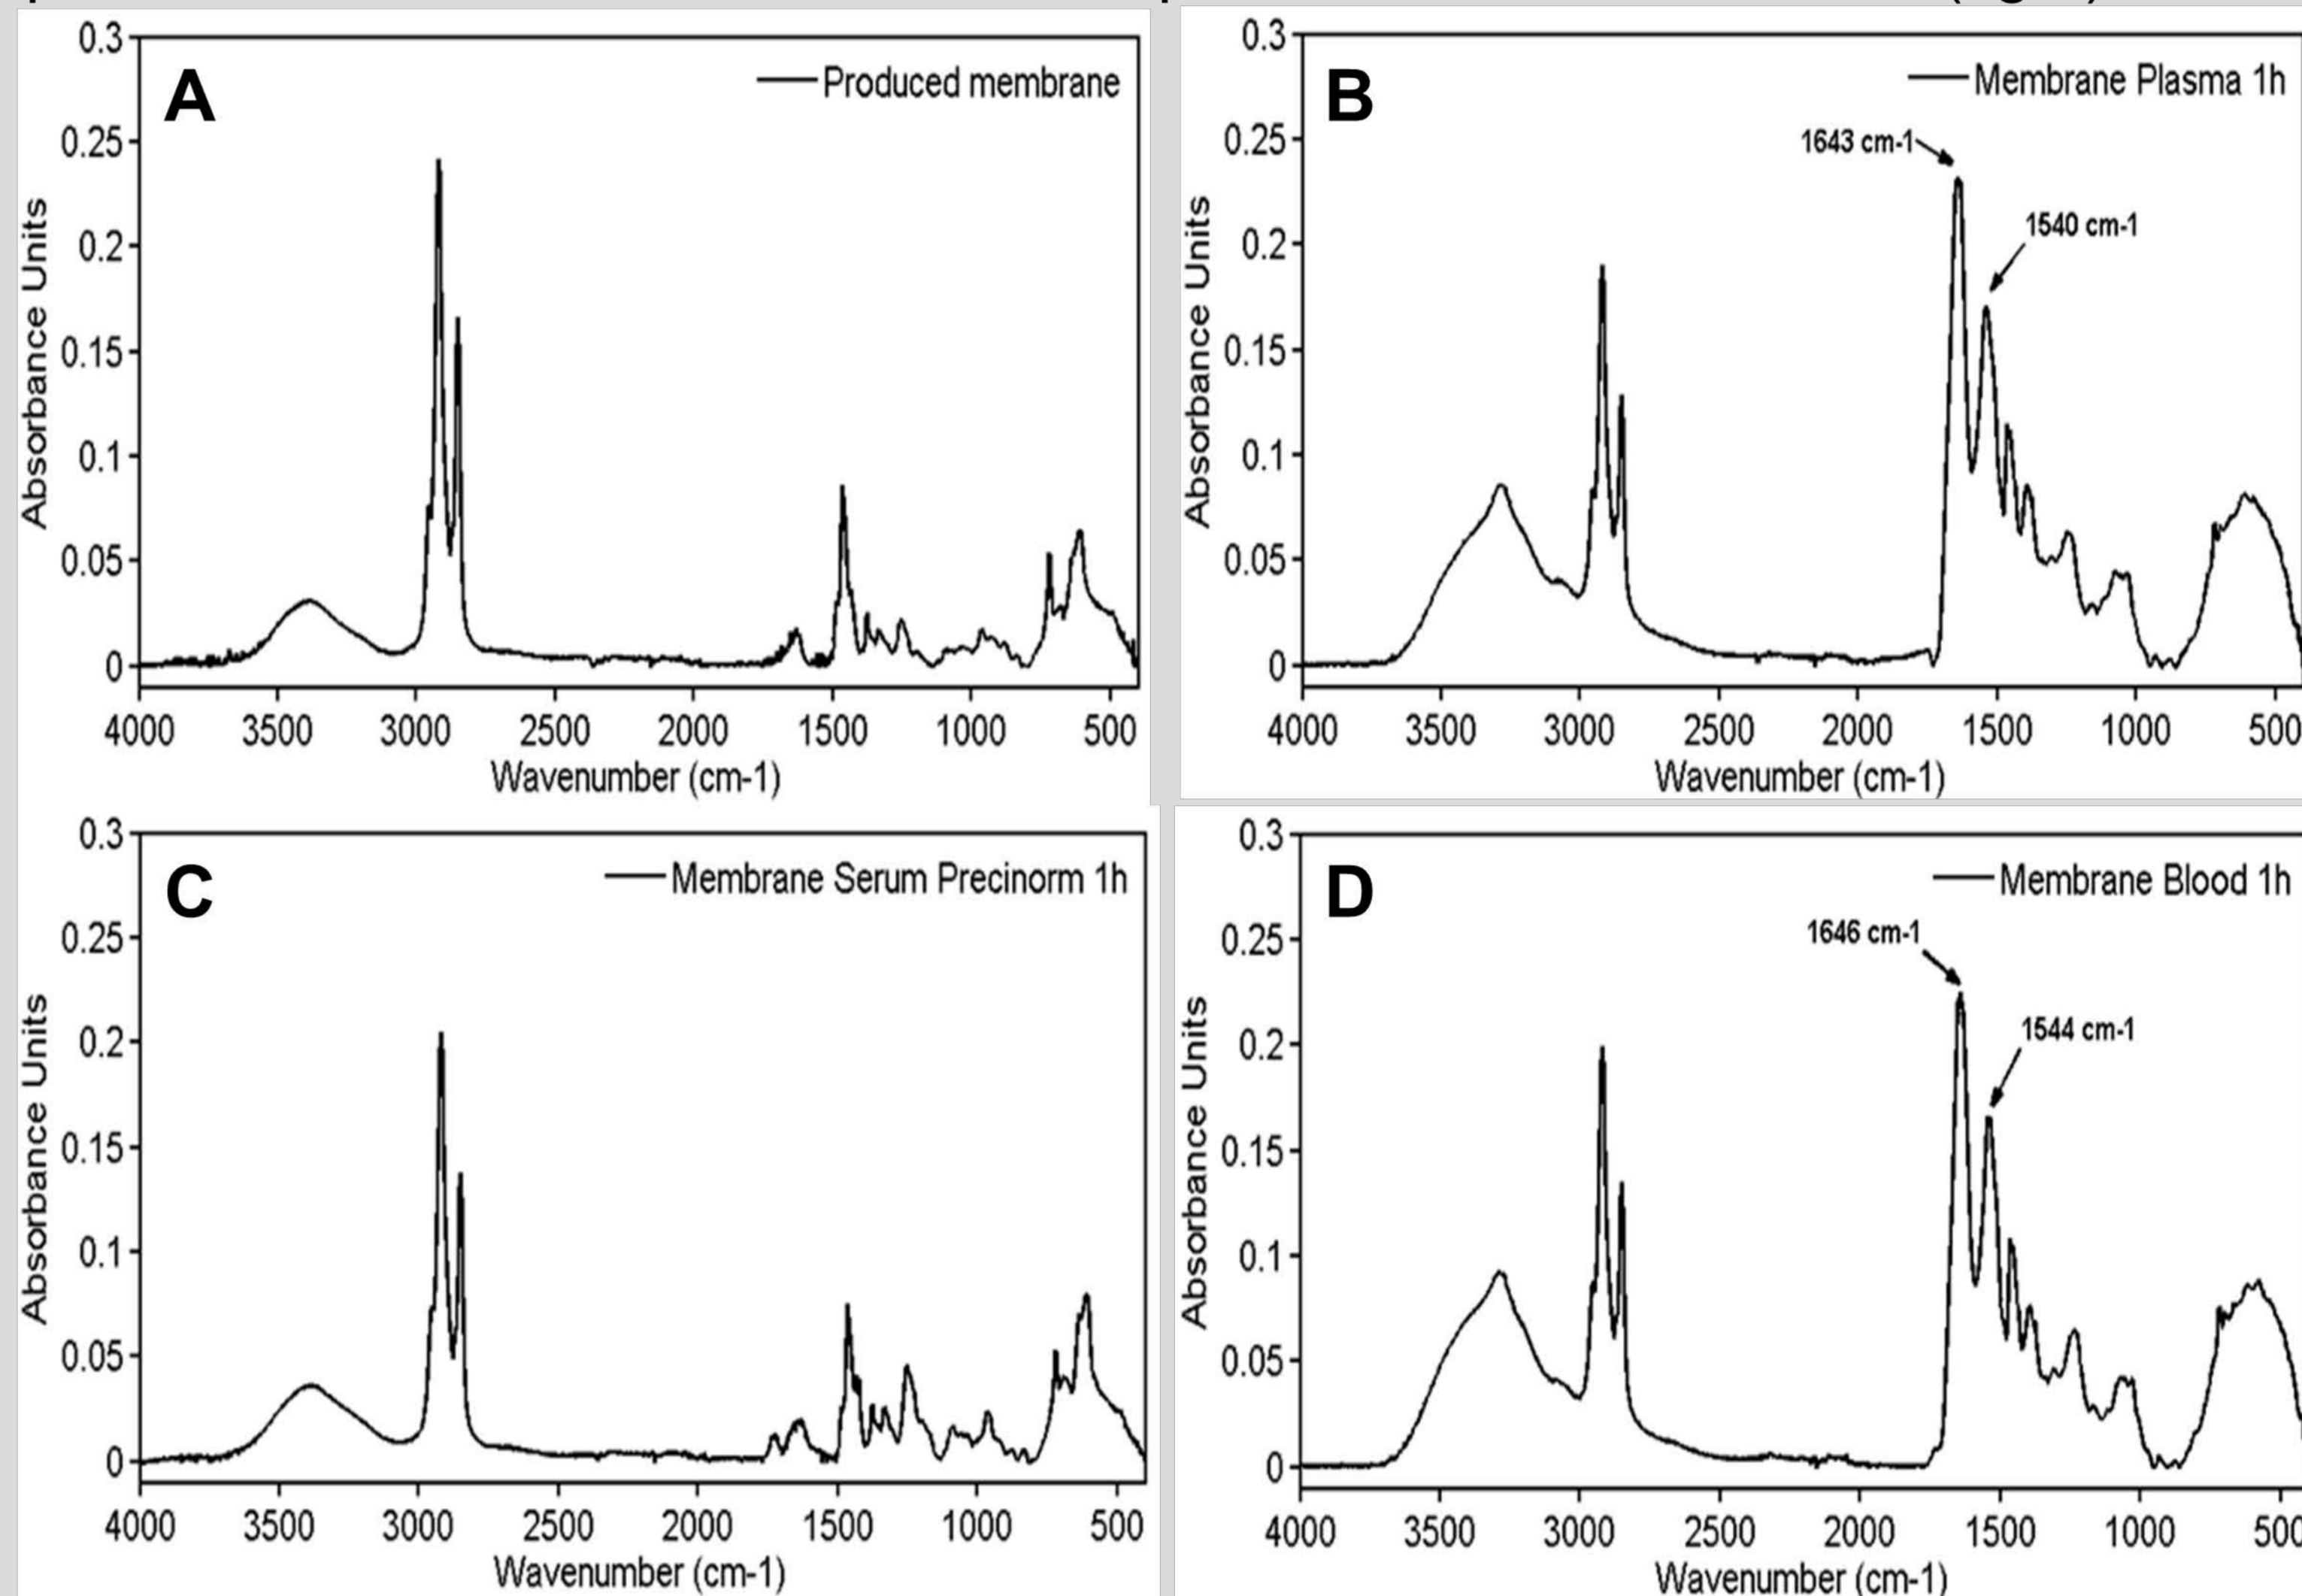 A
Produced membrane
0.3
0.25
0.2
0.15
0.1
0.05
0
Absorbance Units
4000 3500 3000 2500 2000 1500 1000 500
Wavenumber (cm-1)
B
Membrane Plasma 1h
1643 cm-1
1540 cm-1
0.3
0.25
0.2
0.15
0.1
0.05
0
Absorbance Units
4000 3500 3000 2500 2000 1500 1000 500
Wavenumber (cm-1)
C
Membrane Serum Precinorm 1h
0.3
0.25
0.2
0.15
0.1
0.05
0
Absorbance Units
4000 3500 3000 2500 2000 1500 1000 500
Wavenumber (cm-1)
D
Membrane Blood 1h
1646 cm-1
1544 cm-1
0.3
0.25
0.2
0.15
0.1
0.05
0
Absorbance Units
4000 3500 3000 2500 2000 1500 1000 500
Wavenumber (cm-1)